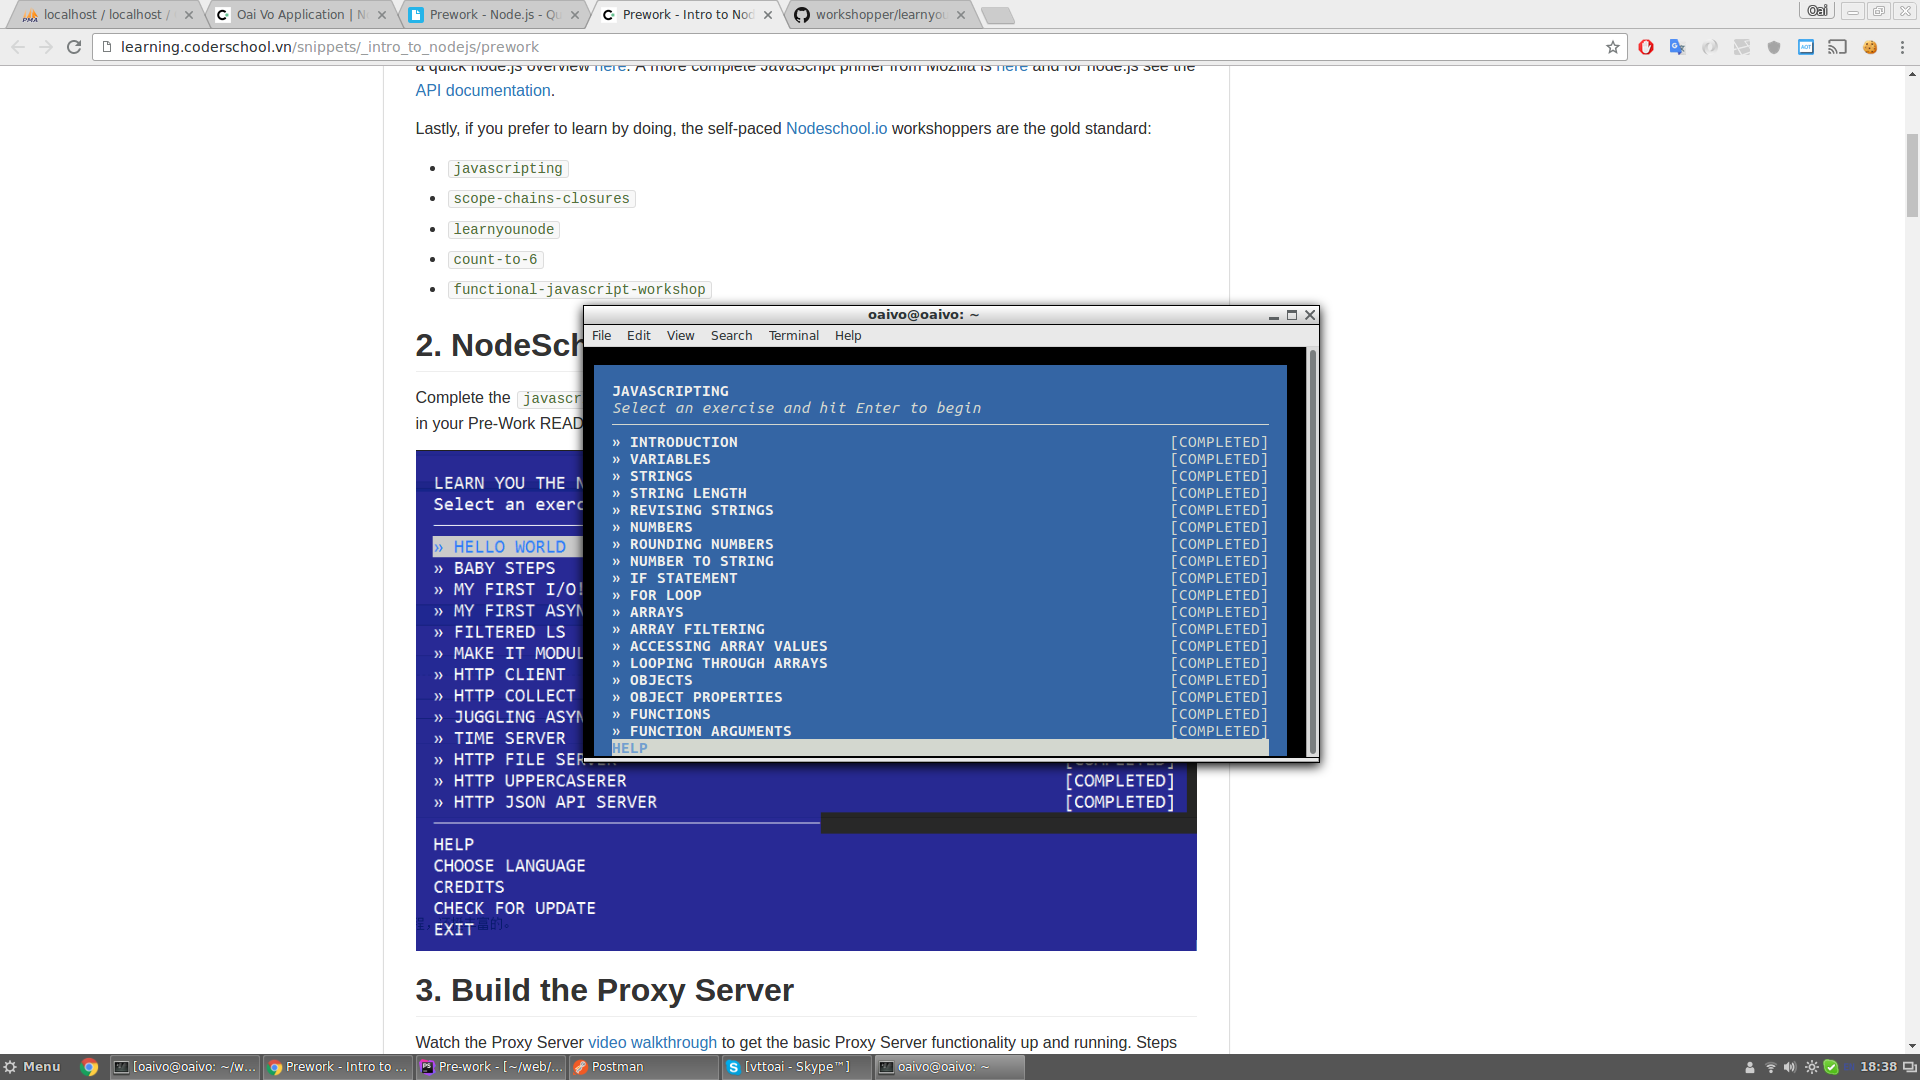 localhost / localhost /
Oai Vo Application | N
Prework - Node.js - Qu
Prework - Intro to Nod
workshopper/learnyou
Oai
learning.coderschool.vn/snippets/_intro_to_nodejs/prework
a quick node.js overview here. A more complete JavaScript primer from Mozilla is here and for node.js see the
API documentation.
Lastly, if you prefer to learn by doing, the self-paced Nodeschool.io workshoppers are the gold standard:
• javascripting
• scope-chains-closures
• learnyounode
• count-to-6
• functional-javascript-workshop
2. NodeSch
Complete the javascr
in your Pre-Work READ
LEARN YOU THE N
Select an exerc
» HELLO WORLD
» BABY STEPS
» MY FIRST I/O!
» MY FIRST ASYN
» FILTERED LS
» MAKE IT MODUL
» HTTP CLIENT
» HTTP COLLECT
» JUGGLING ASYN
» TIME SERVER
» HTTP FILE SERVER [COMPLETED]
» HTTP UPPERCASERER [COMPLETED]
» HTTP JSON API SERVER [COMPLETED]
HELP
CHOOSE LANGUAGE
CREDITS
CHECK FOR UPDATE
EXIT
oaivo@oaivo: ~
File Edit View Search Terminal Help
JAVASCRIPTING
Select an exercise and hit Enter to begin
» INTRODUCTION [COMPLETED]
» VARIABLES [COMPLETED]
» STRINGS [COMPLETED]
» STRING LENGTH [COMPLETED]
» REVISING STRINGS [COMPLETED]
» NUMBERS [COMPLETED]
» ROUNDING NUMBERS [COMPLETED]
» NUMBER TO STRING [COMPLETED]
» IF STATEMENT [COMPLETED]
» FOR LOOP [COMPLETED]
» ARRAYS [COMPLETED]
» ARRAY FILTERING [COMPLETED]
» ACCESSING ARRAY VALUES [COMPLETED]
» LOOPING THROUGH ARRAYS [COMPLETED]
» OBJECTS [COMPLETED]
» OBJECT PROPERTIES [COMPLETED]
» FUNCTIONS [COMPLETED]
» FUNCTION ARGUMENTS [COMPLETED]
HELP
3. Build the Proxy Server
Watch the Proxy Server video walkthrough to get the basic Proxy Server functionality up and running. Steps
Menu
[oaivo@oaivo: ~/w...
Prework - Intro to ...
Pre-work - [~/web/...
Postman
[vttoai - Skype™]
oaivo@oaivo: ~
18:38